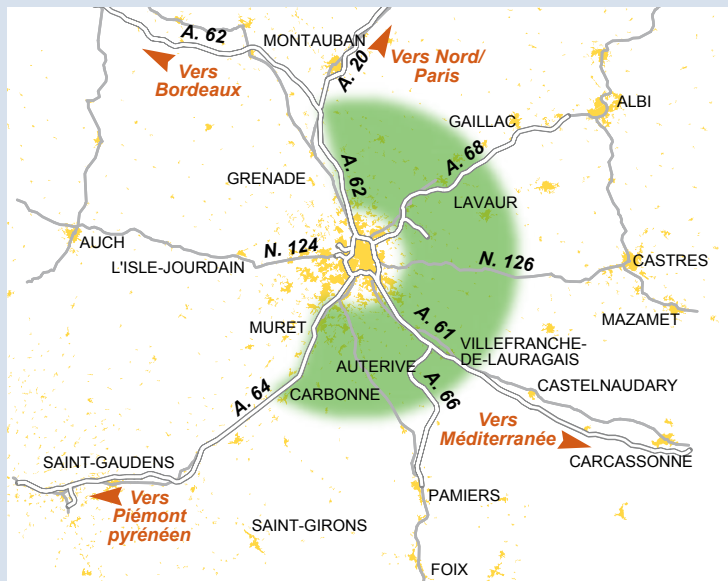 A. 62
MONTAUBAN
Vers
Bordeaux
A. 20
Vers Nord/
Paris
ALBI
GAILLAC
A. 68
A. 62
GRENADE
LAVAUR
AUCH
N. 124
L'ISLE-JOURDAIN
N. 126
CASTRES
MAZAMET
MURET
A. 61
VILLEFRANCHE-
DE-LAURAGAIS
AUTERIVE
A. 66
CASTELNAUDARY
A. 64
CARBONNE
Vers
Méditerranée
CARCASSONNE
SAINT-GAUDENS
Vers
Piémont
pyrénéen
PAMIERS
SAINT-GIRONS
FOIX